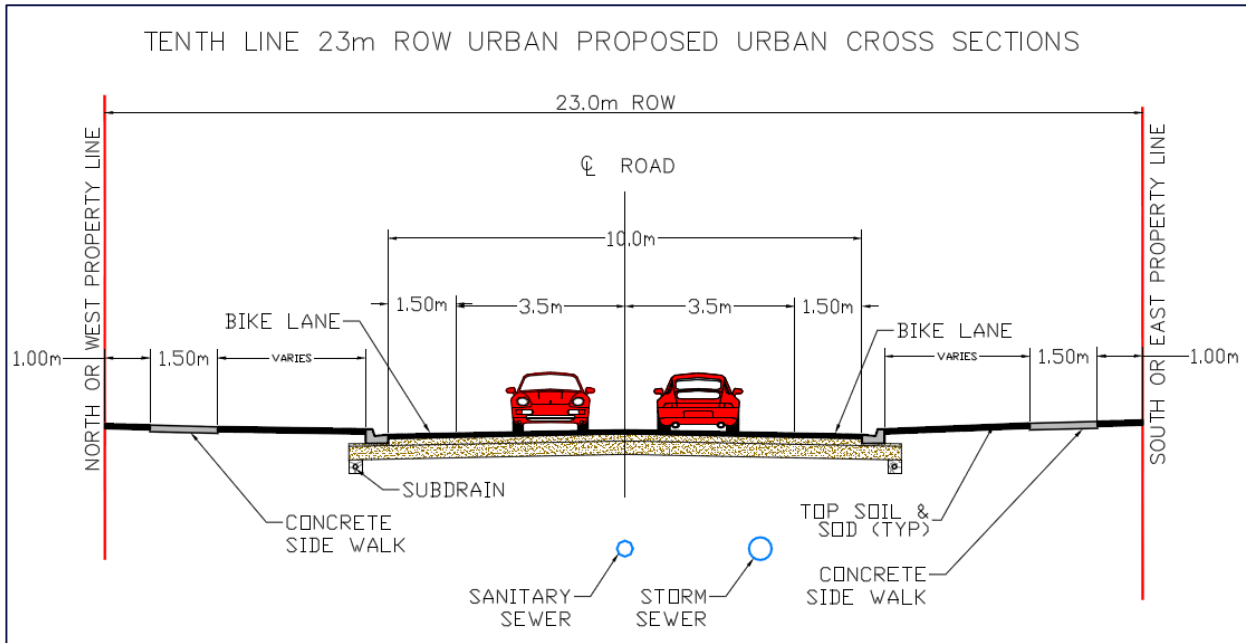 TENTH LINE 23m ROW URBAN PROPOSED URBAN CROSS SECTIONS
23.0m ROW
NORTH OR WEST PROPERTY LINE
SOUTH OR EAST PROPERTY LINE
℄ ROAD
10.0m
1.50m
3.5m
3.5m
1.50m
BIKE LANE
BIKE LANE
1.00m
1.50m
VARIES
VARIES
1.50m
1.00m
SUBDRAIN
CONCRETE
SIDE WALK
TOP SOIL &
SOD (TYP)
CONCRETE
SIDE WALK
SANITARY
SEWER
STORM
SEWER